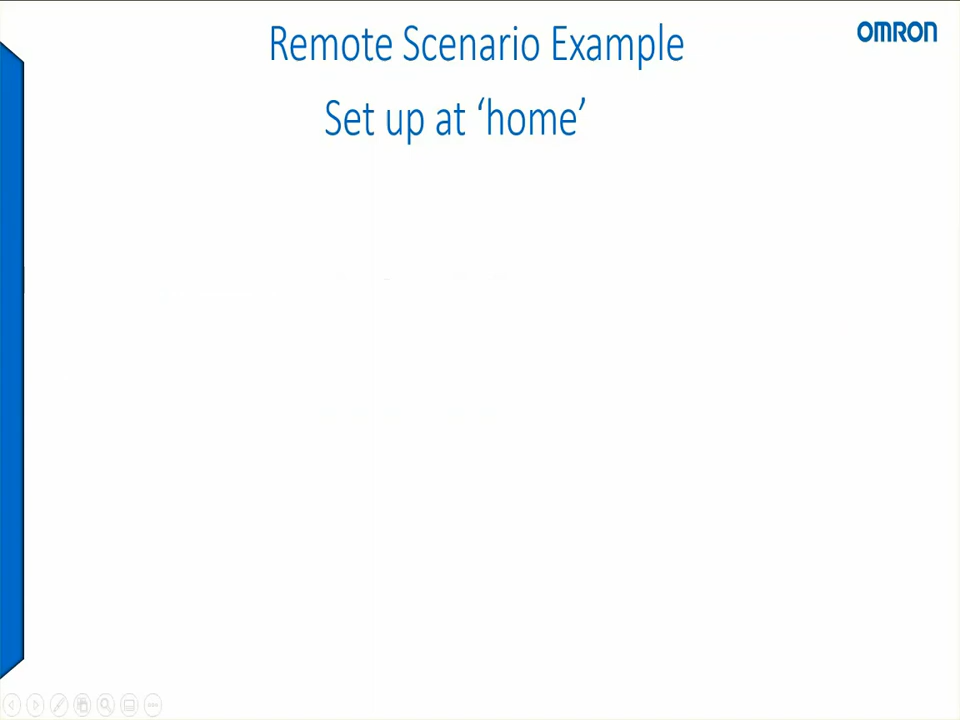 Remote Scenario Example
OMRON
Set up at ‘home’